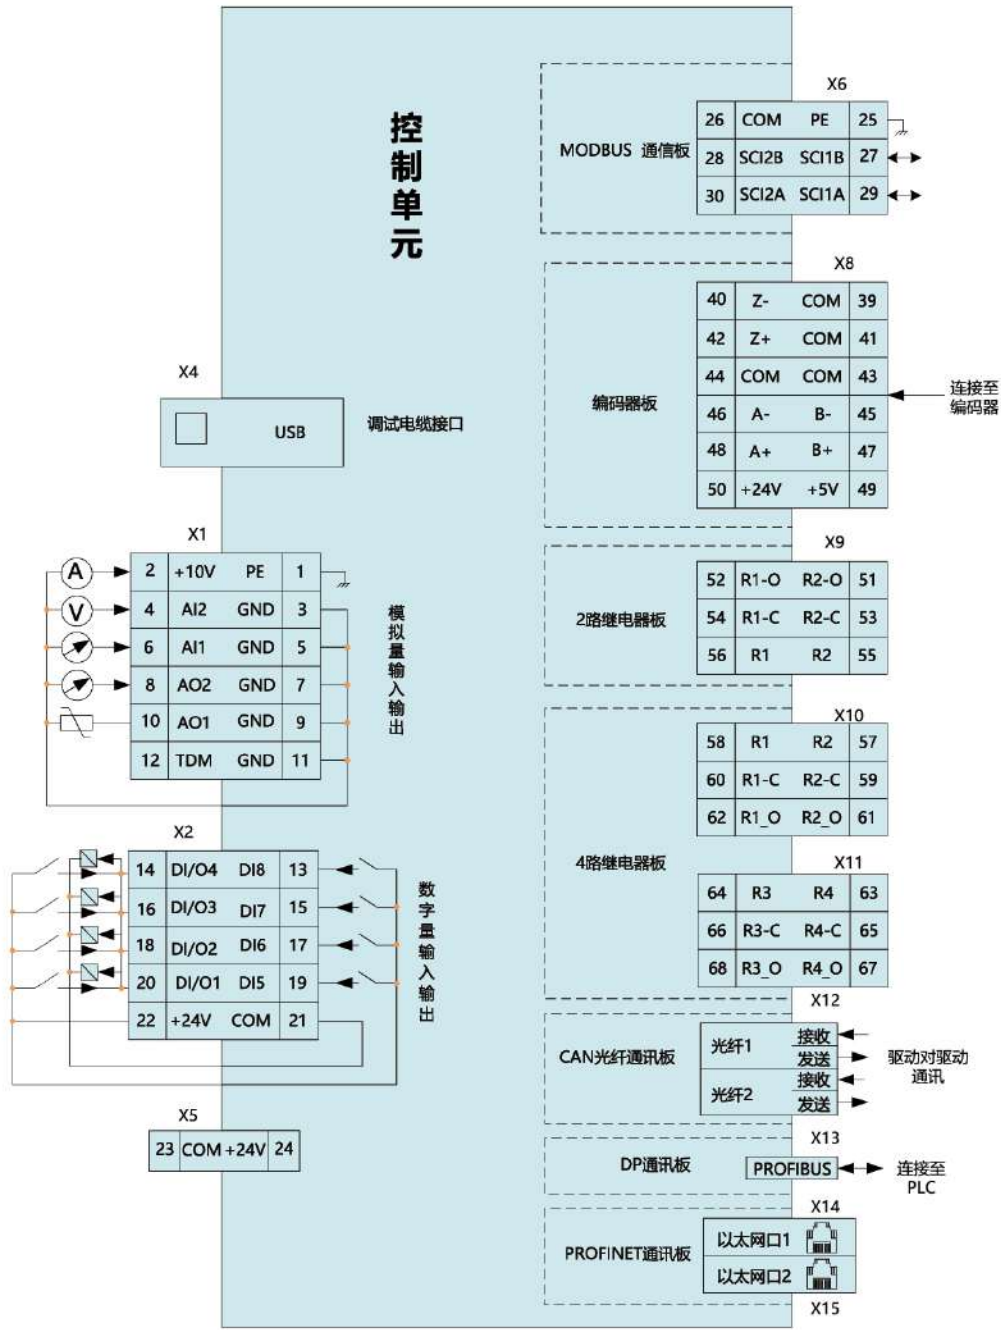 控制单元
X4
USB
调试电缆接口
X1
A
2 +10V PE 1
V
4 AI2 GND 3
6 AI1 GND 5
8 AO2 GND 7
10 AO1 GND 9
12 TDM GND 11
模拟量输入输出
X2
14 DI/O4 DI8 13
16 DI/O3 DI7 15
18 DI/O2 DI6 17
20 DI/O1 DI5 19
22 +24V COM 21
数字量输入输出
X5
23 COM +24V 24
X6
MODBUS 通信板
26 COM PE 25
28 SCI2B SCI1B 27
30 SCI2A SCI1A 29
X8
编码器板
40 Z- COM 39
42 Z+ COM 41
44 COM COM 43
46 A- B- 45
48 A+ B+ 47
50 +24V +5V 49
连接至
编码器
X9
2路继电器板
52 R1-O R2-O 51
54 R1-C R2-C 53
56 R1 R2 55
X10
4路继电器板
58 R1 R2 57
60 R1-C R2-C 59
62 R1_O R2_O 61
X11
64 R3 R4 63
66 R3-C R4-C 65
68 R3_O R4_O 67
X12
CAN光纤通讯板
光纤1
接收
发送
光纤2
接收
发送
驱动对驱动
通讯
X13
DP通讯板
PROFIBUS
连接至
PLC
X14
PROFINET通讯板
以太网口1
以太网口2
X15